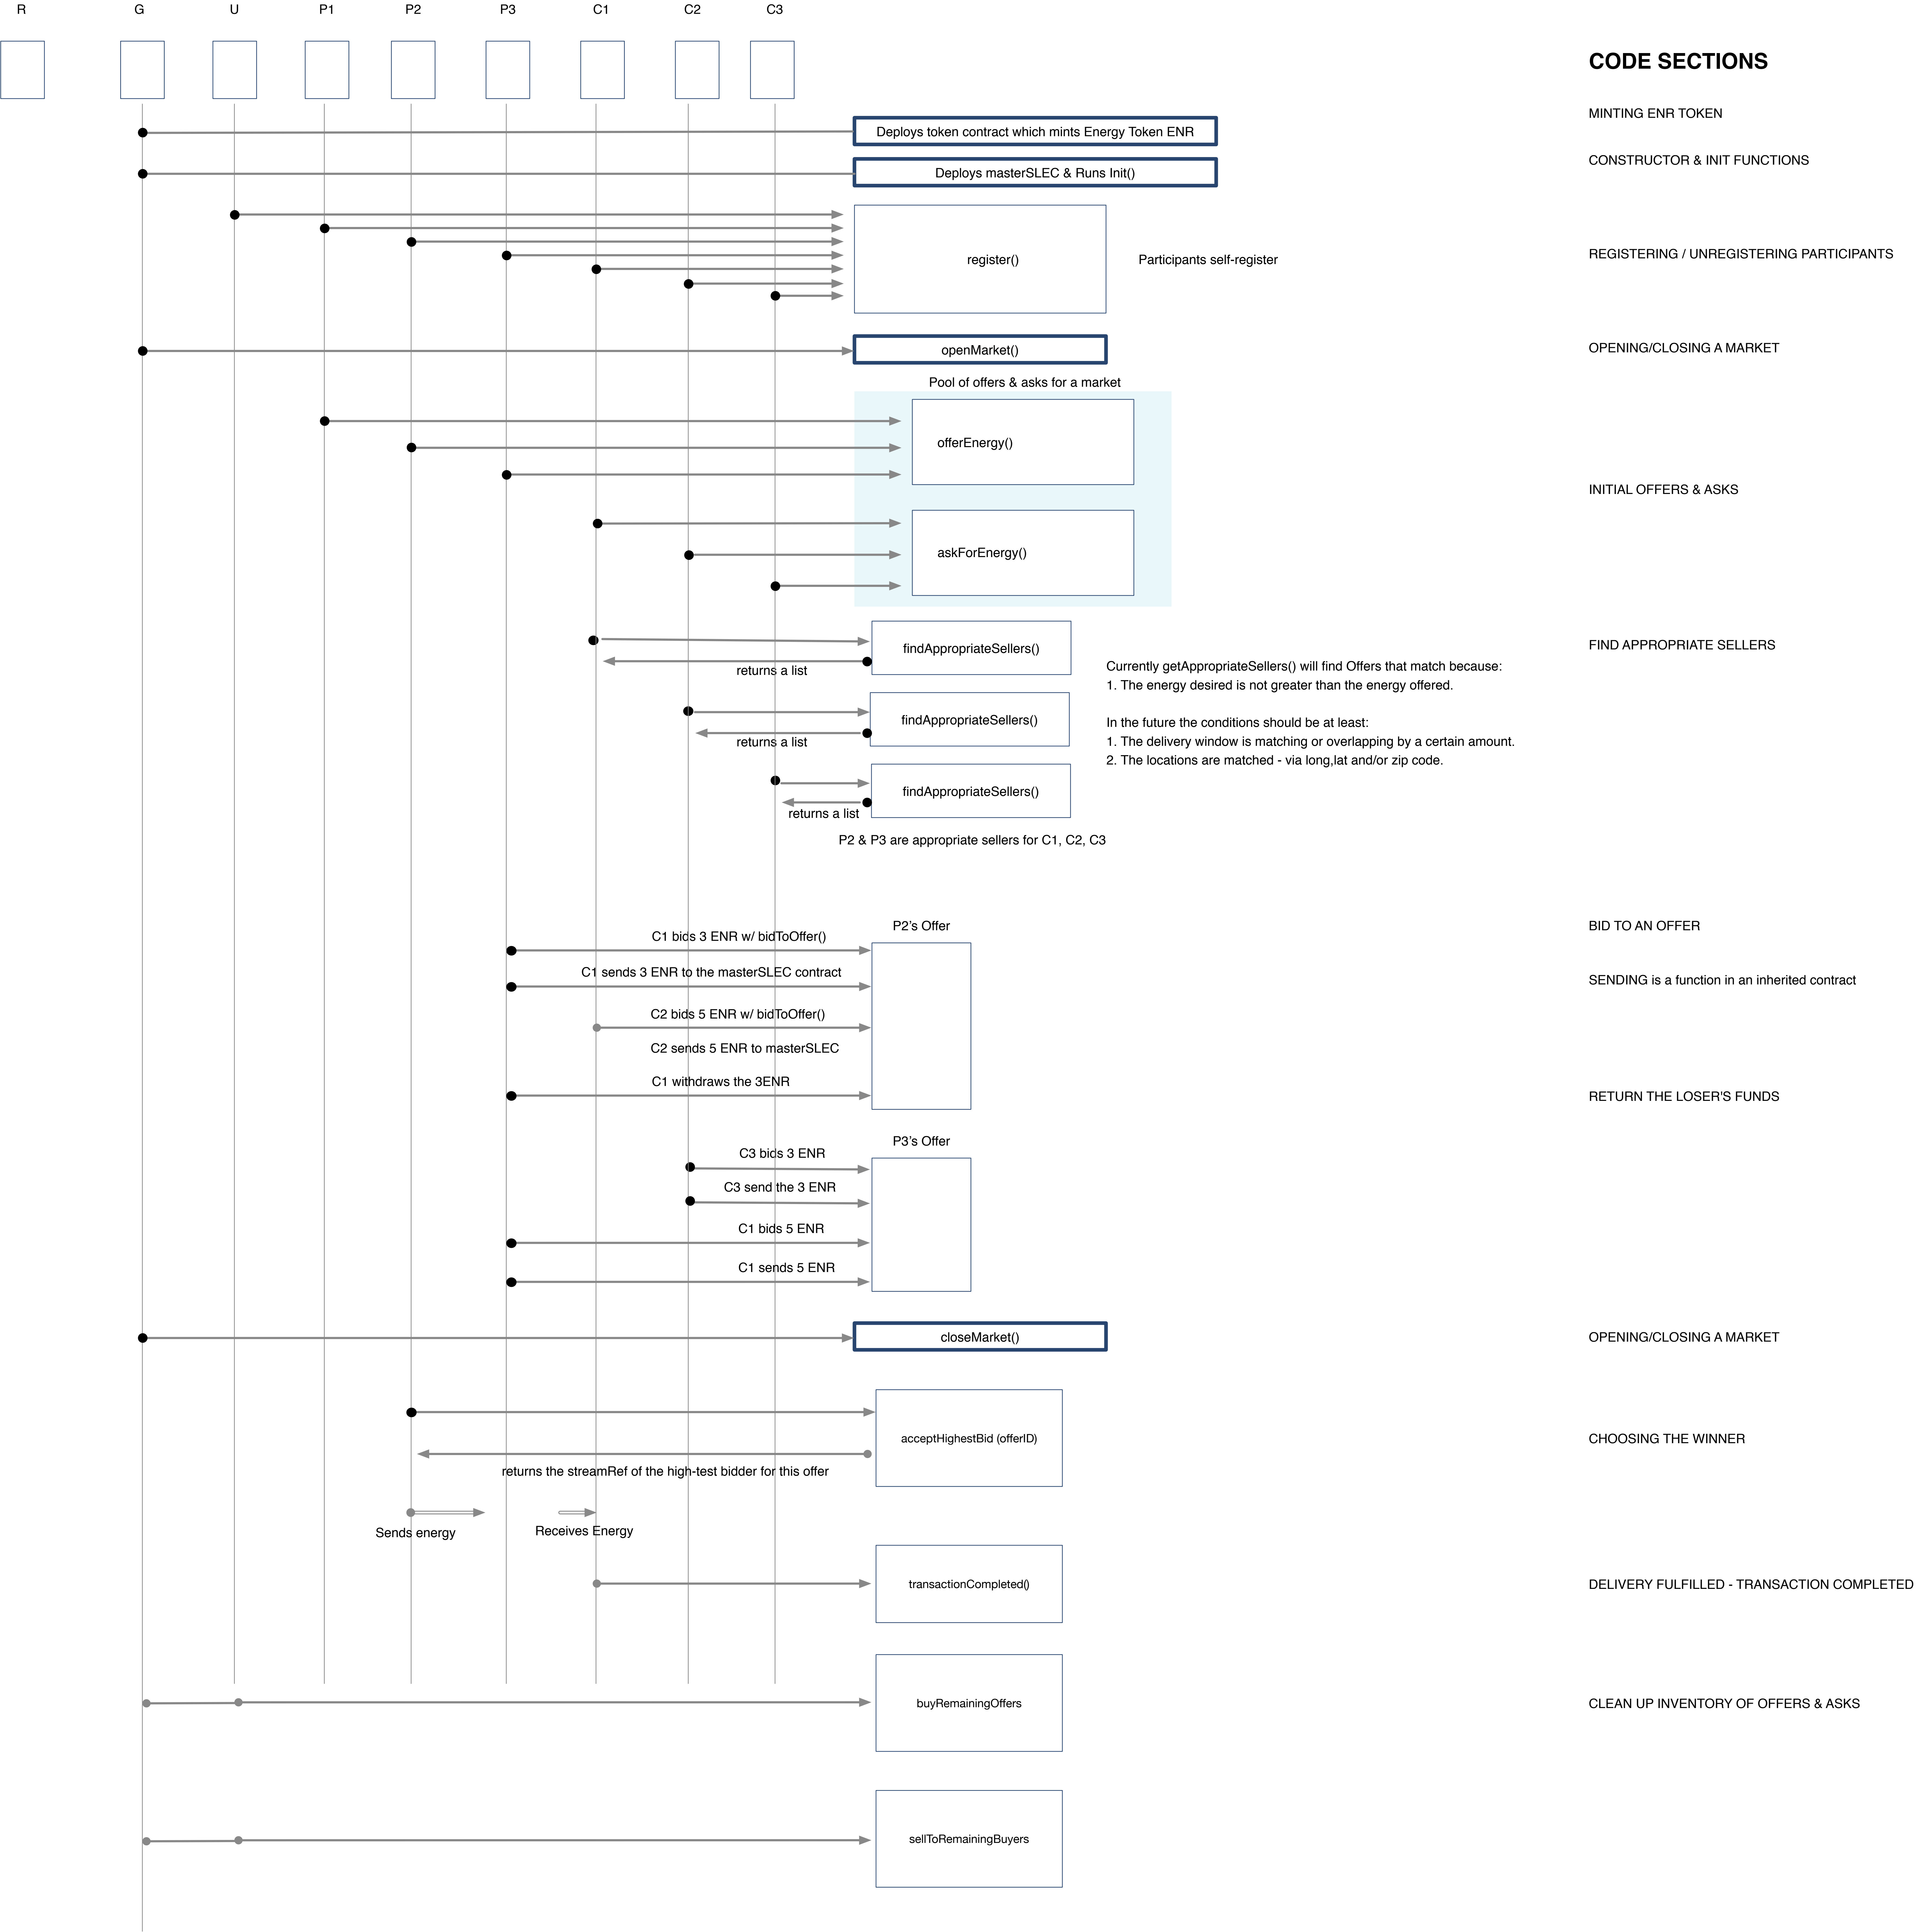 R
G
U
P1
P2
P3
C1
C2
C3
CODE SECTIONS
MINTING ENR TOKEN
Deploys token contract which mints Energy Token ENR
CONSTRUCTOR & INIT FUNCTIONS
Deploys masterSLEC & Runs Init()
register()
Participants self-register
REGISTERING / UNREGISTERING PARTICIPANTS
openMarket()
OPENING/CLOSING A MARKET
Pool of offers & asks for a market
offerEnergy()
INITIAL OFFERS & ASKS
askForEnergy()
findAppropriateSellers()
FIND APPROPRIATE SELLERS
returns a list
Currently getAppropriateSellers() will find Offers that match because:
1. The energy desired is not greater than the energy offered.
findAppropriateSellers()
In the future the conditions should be at least:
returns a list
1. The delivery window is matching or overlapping by a certain amount.
2. The locations are matched - via long,lat and/or zip code.
findAppropriateSellers()
returns a list
P2 & P3 are appropriate sellers for C1, C2, C3
P2's Offer
BID TO AN OFFER
C1 bids 3 ENR w/ bidToOffer()
C1 sends 3 ENR to the masterSLEC contract
SENDING is a function in an inherited contract
C2 bids 5 ENR w/ bidToOffer()
C2 sends 5 ENR to masterSLEC
C1 withdraws the 3ENR
RETURN THE LOSER'S FUNDS
P3's Offer
C3 bids 3 ENR
C3 send the 3 ENR
C1 bids 5 ENR
C1 sends 5 ENR
closeMarket()
OPENING/CLOSING A MARKET
acceptHighestBid (offerID)
CHOOSING THE WINNER
returns the streamRef of the high-test bidder for this offer
Sends energy
Receives Energy
transactionCompleted()
DELIVERY FULFILLED - TRANSACTION COMPLETED
buyRemainingOffers
CLEAN UP INVENTORY OF OFFERS & ASKS
sellToRemainingBuyers